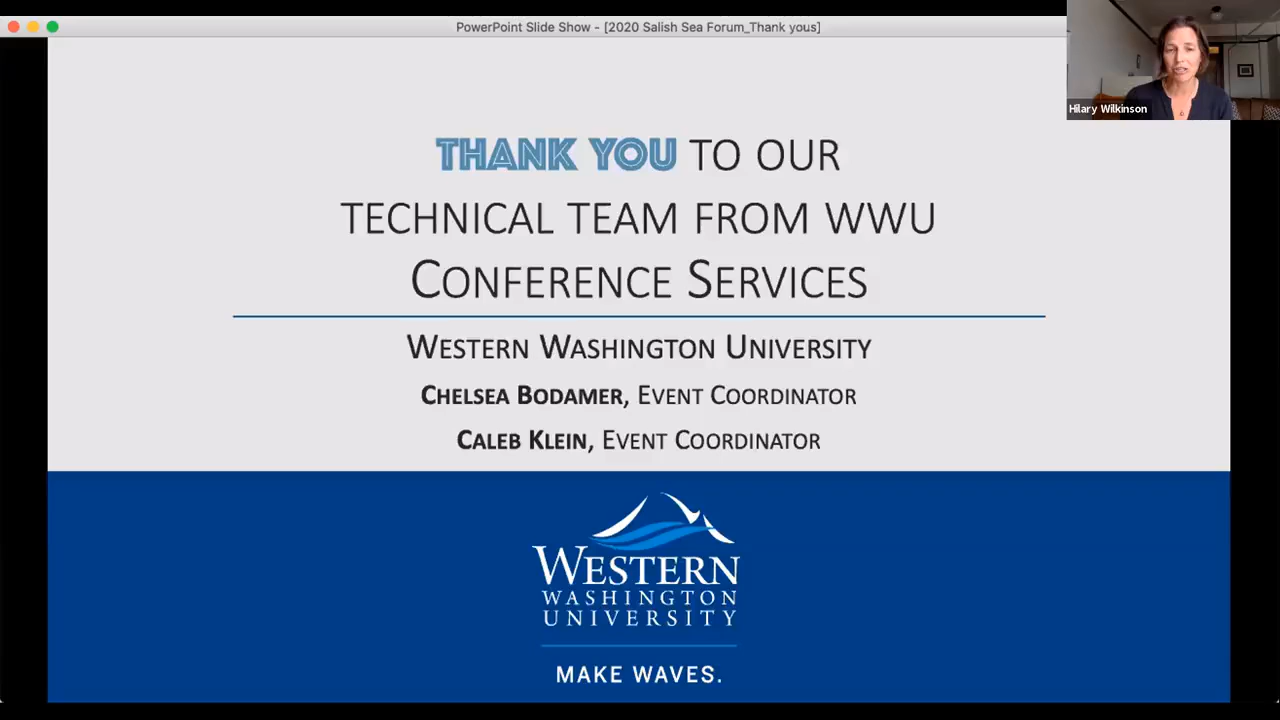 PowerPoint Slide Show - [2020 Salish Sea Forum_Thank yous]
Hilary Wilkinson
THANK YOU TO OUR
TECHNICAL TEAM FROM WWU
CONFERENCE SERVICES
WESTERN WASHINGTON UNIVERSITY
CHELSEA BODAMER, EVENT COORDINATOR
CALEB KLEIN, EVENT COORDINATOR
WESTERN
WASHINGTON
UNIVERSITY
MAKE WAVES.